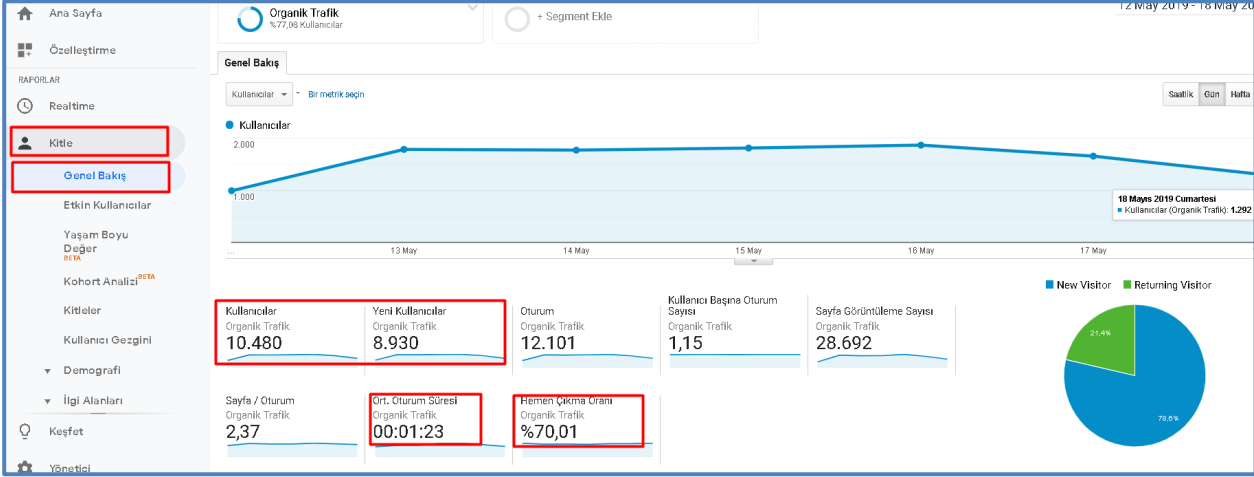 Ana Sayfa
Özelleştirme
RAPORLAR
Realtime
Kitle
Genel Bakış
Etkin Kullanıcılar
Yaşam Boyu
Değer
BETA
Kohort Analizi BETA
Kitleler
Kullanıcı Gezgini
Demografi
İlgi Alanları
Keşfet
Yönetici
Organik Trafik
%77,06 Kullanıcılar
+ Segment Ekle
12 May 2019 - 18 May 20
Genel Bakış
Kullanıcılar
Bir metrik seçin
Saatlik Gün Hafta
Kullanıcılar
2.000
1.000
18 Mayıs 2019 Cumartesi
Kullanıcılar (Organik Trafik): 1.292
... 13 May 14 May 15 May 16 May 17 May
New Visitor Returning Visitor
21,4%
78,6%
Kullanıcılar
Organik Trafik
10.480
Yeni Kullanıcılar
Organik Trafik
8.930
Oturum
Organik Trafik
12.101
Kullanıcı Başına Oturum
Sayısı
Organik Trafik
1,15
Sayfa Görüntüleme Sayısı
Organik Trafik
28.692
Sayfa / Oturum
Organik Trafik
2,37
Ort. Oturum Süresi
Organik Trafik
00:01:23
Hemen Çıkma Oranı
Organik Trafik
%70,01